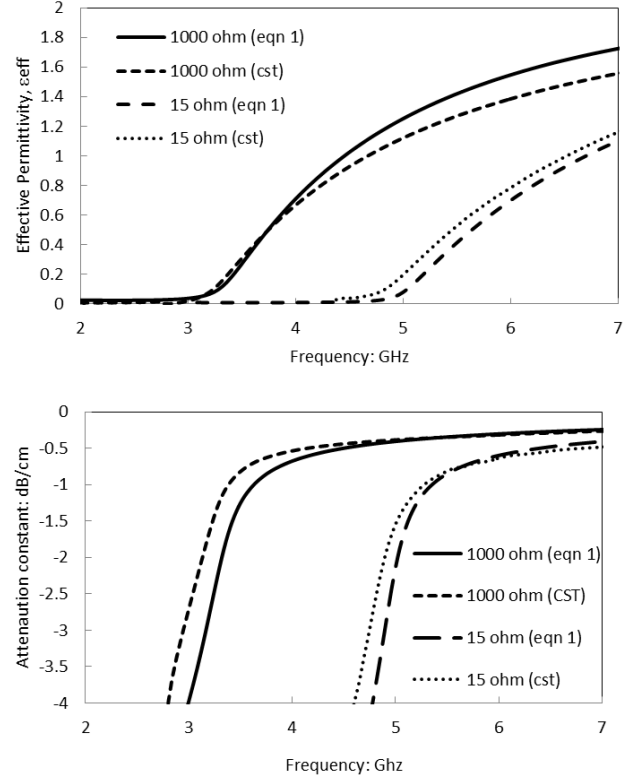 Effective Permittivity, εeff
2
1.8
1.6
1.4
1.2
1
0.8
0.6
0.4
0.2
0
1000 ohm (eqn 1)
1000 ohm (cst)
15 ohm (eqn 1)
15 ohm (cst)
2 3 4 5 6 7
Frequency: GHz
Attenaution constant: dB/cm
0
-0.5
-1
-1.5
-2
-2.5
-3
-3.5
-4
1000 ohm (eqn 1)
1000 ohm (CST)
15 ohm (eqn 1)
15 ohm (cst)
2 3 4 5 6 7
Frequency: Ghz